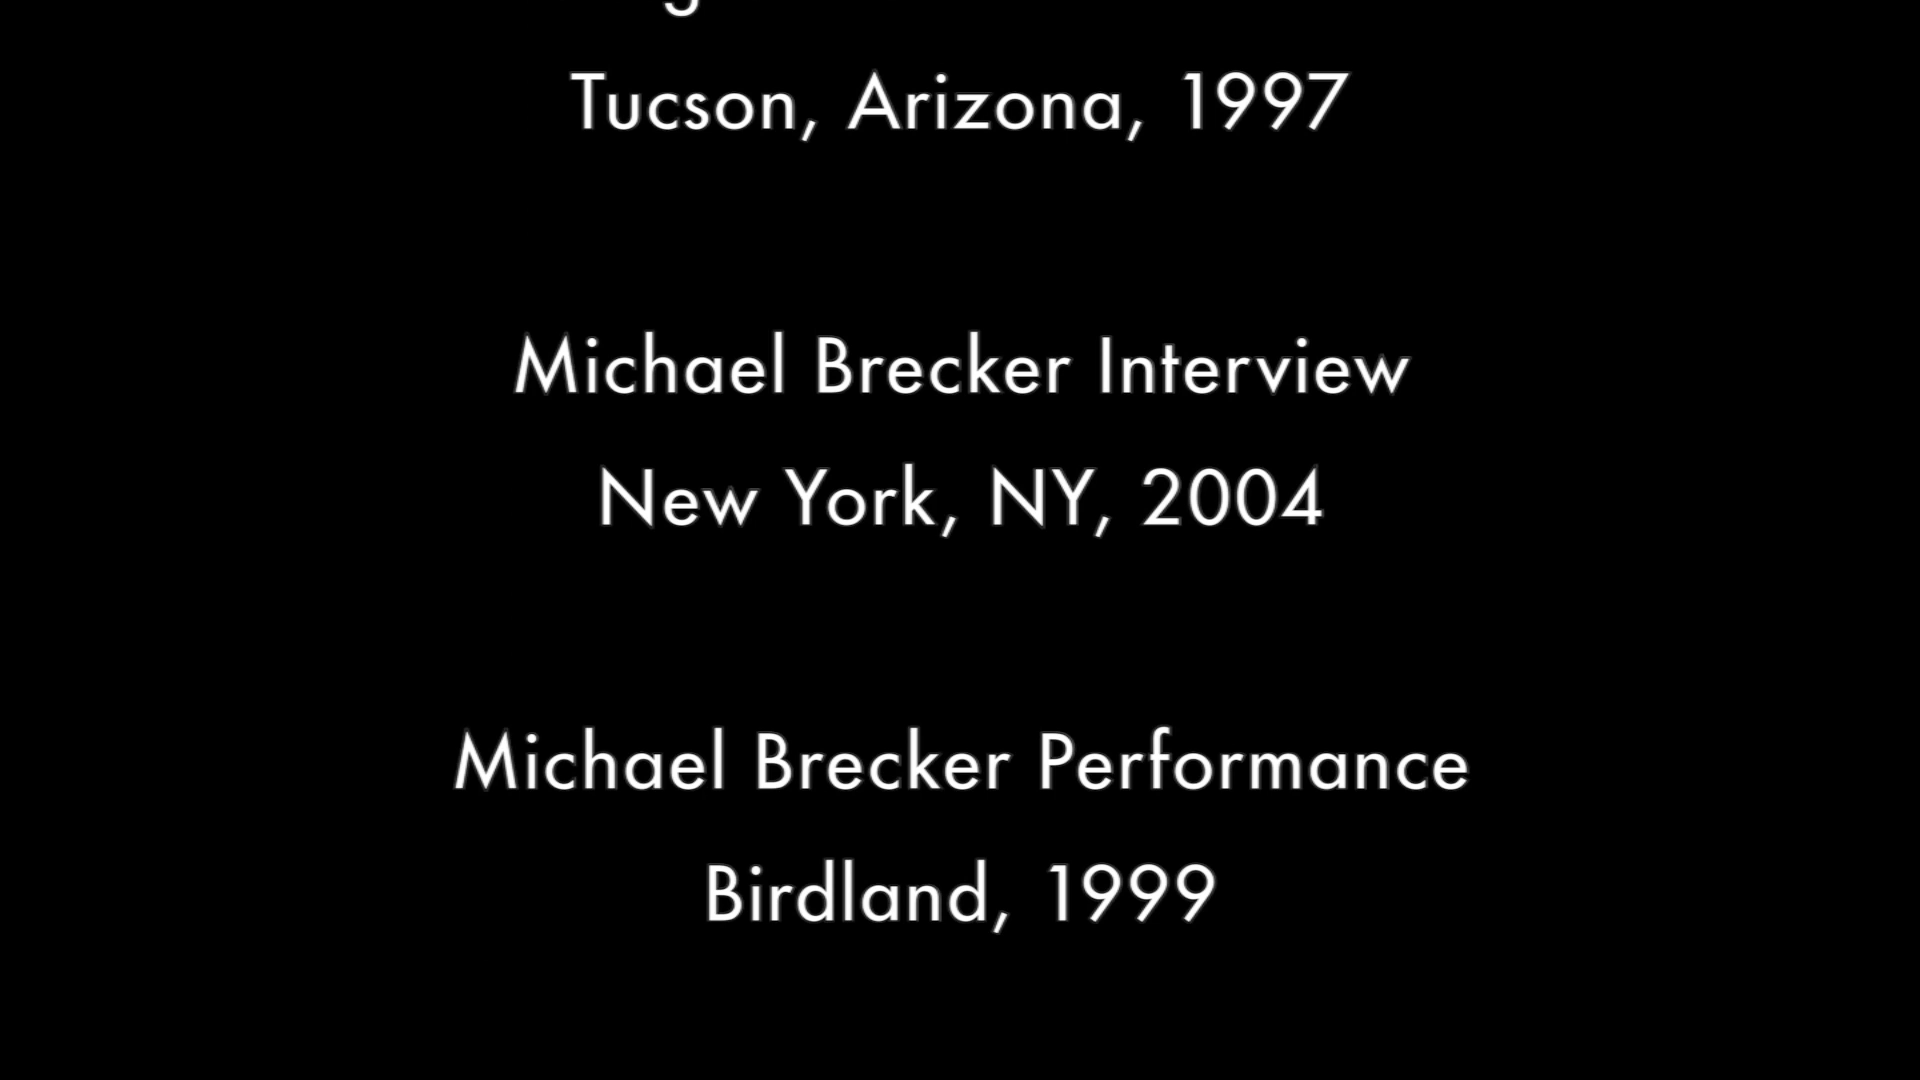 Tucson, Arizona, 1997
Michael Brecker Interview
New York, NY, 2004
Michael Brecker Performance
Birdland, 1999